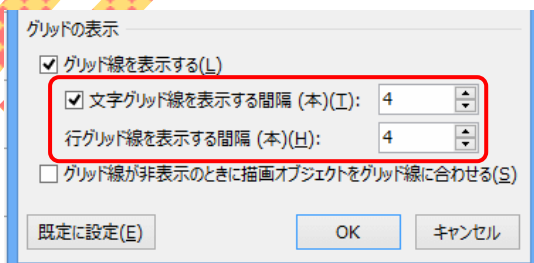 グリッドの表示
グリッド線を表示する(L)
文字グリッド線を表示する間隔 (本)(T): 4
行グリッド線を表示する間隔 (本)(H): 4
グリッド線が非表示のときに描画オブジェクトをグリッド線に合わせる(S)
既定に設定(E) OK キャンセル